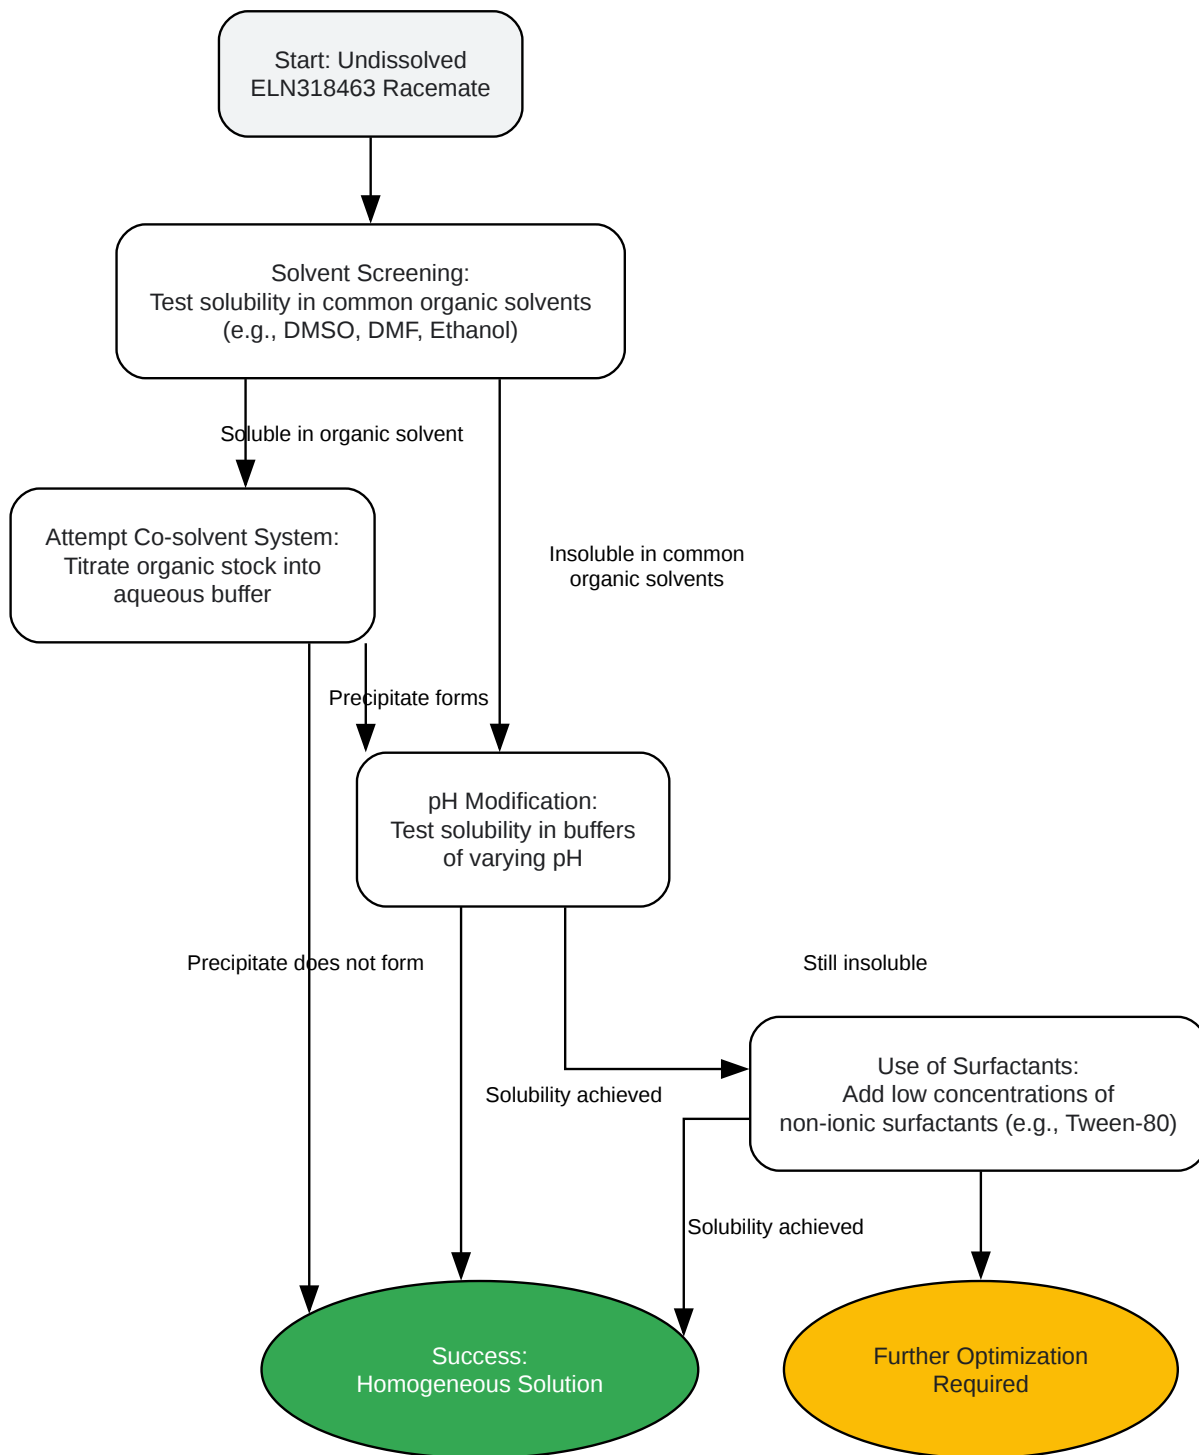 Start: Undissolved
ELN318463 Racemate
Solvent Screening:
Test solubility in common organic solvents
(e.g., DMSO, DMF, Ethanol)
Soluble in organic solvent
Attempt Co-solvent System:
Titrate organic stock into
aqueous buffer
Insoluble in common
organic solvents
Precipitate forms
pH Modification:
Test solubility in buffers
of varying pH
Precipitate does not form
Still insoluble
Use of Surfactants:
Add low concentrations of
non-ionic surfactants (e.g., Tween-80)
Solubility achieved
Solubility achieved
Success:
Homogeneous Solution
Further Optimization
Required